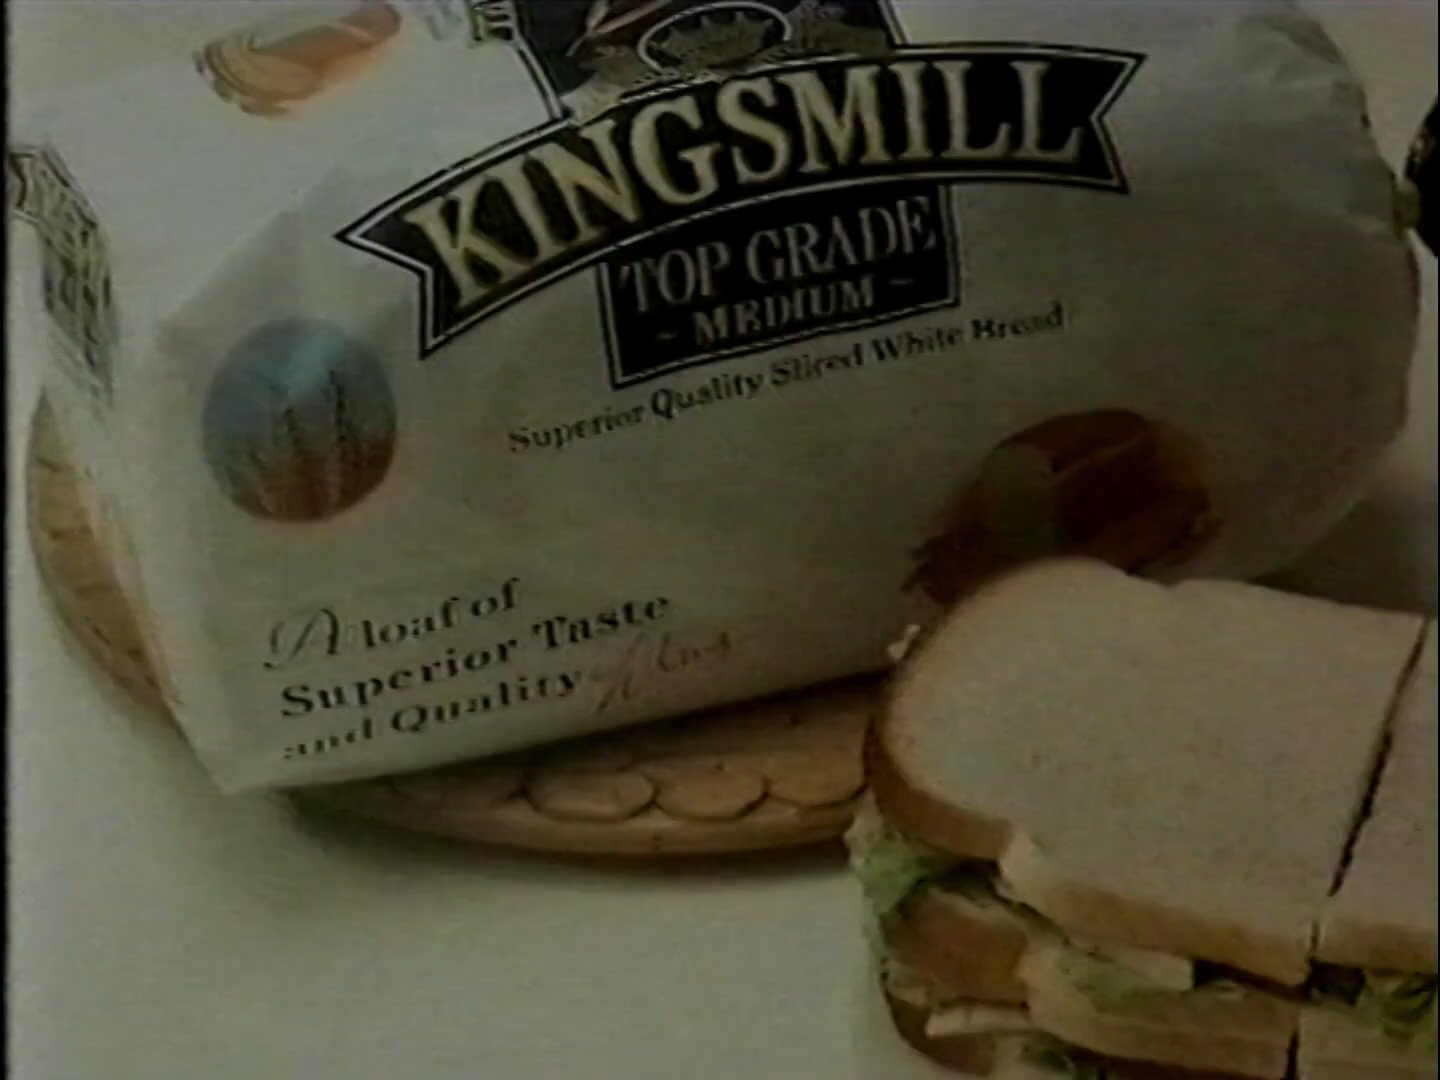 KINGSMILL
TOP GRADE
~ MEDIUM ~
Superior Quality Sliced White Bread
A loaf of
Superior Taste
and Quality